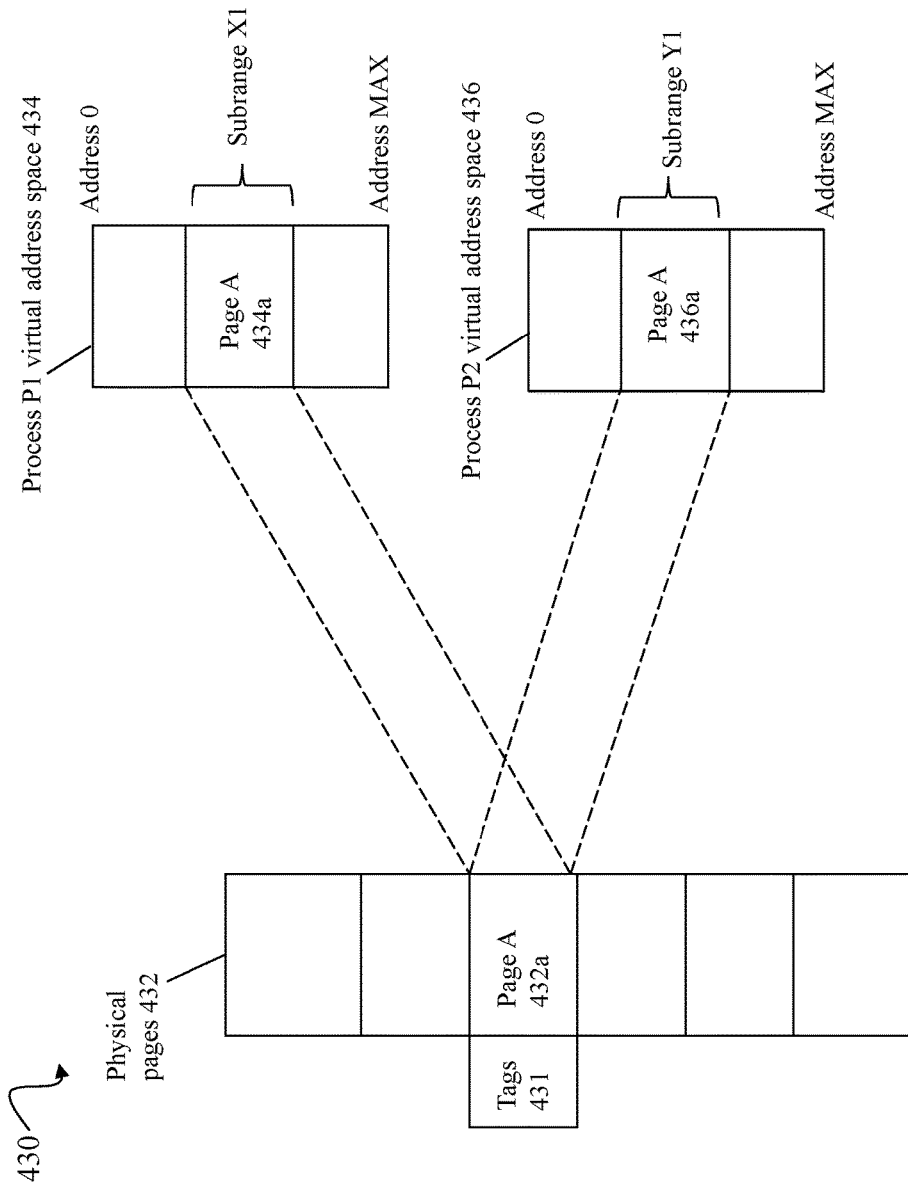 430
Physical
pages 432
Tags
431
Page A
432a
Process P1 virtual address space 434
Address 0
Page A
434a
Subrange X1
Address MAX
Process P2 virtual address space 436
Address 0
Page A
436a
Subrange Y1
Address MAX